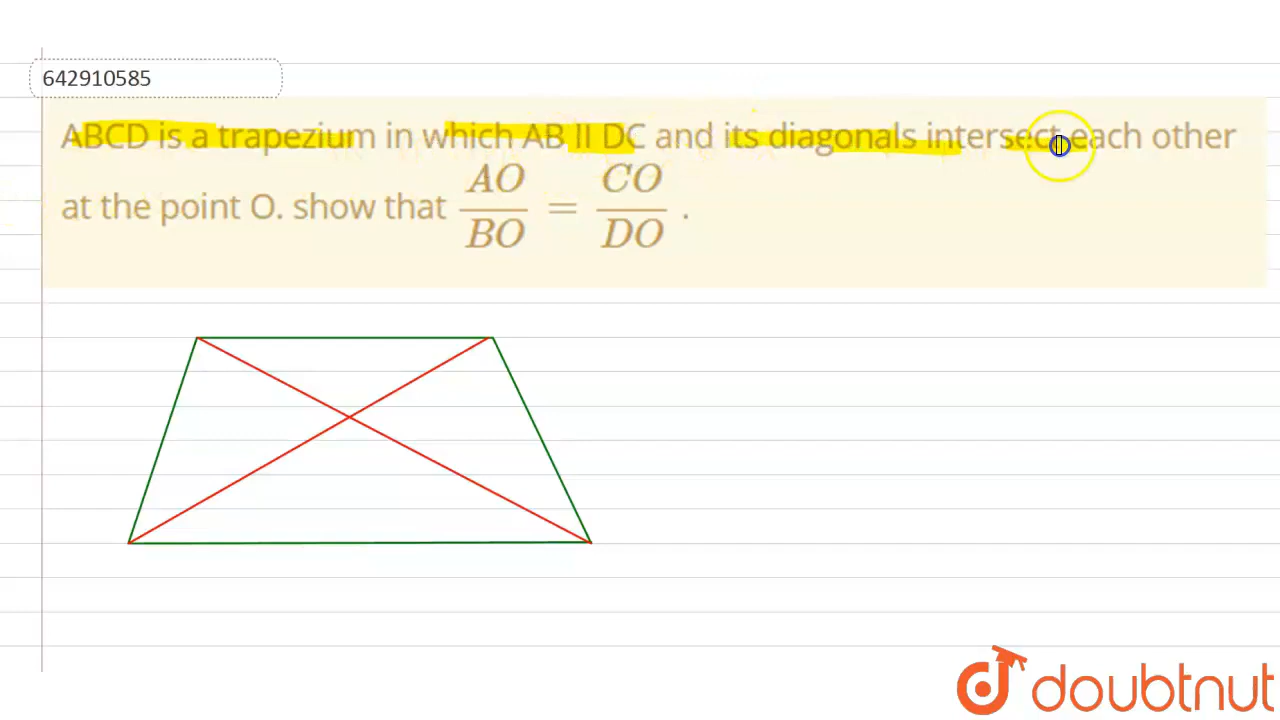 642910585
ABCD is a trapezium in which AB II DC and its diagonals intersect each other
at the point O. show that AO/BO = CO/DO .
doubtnut